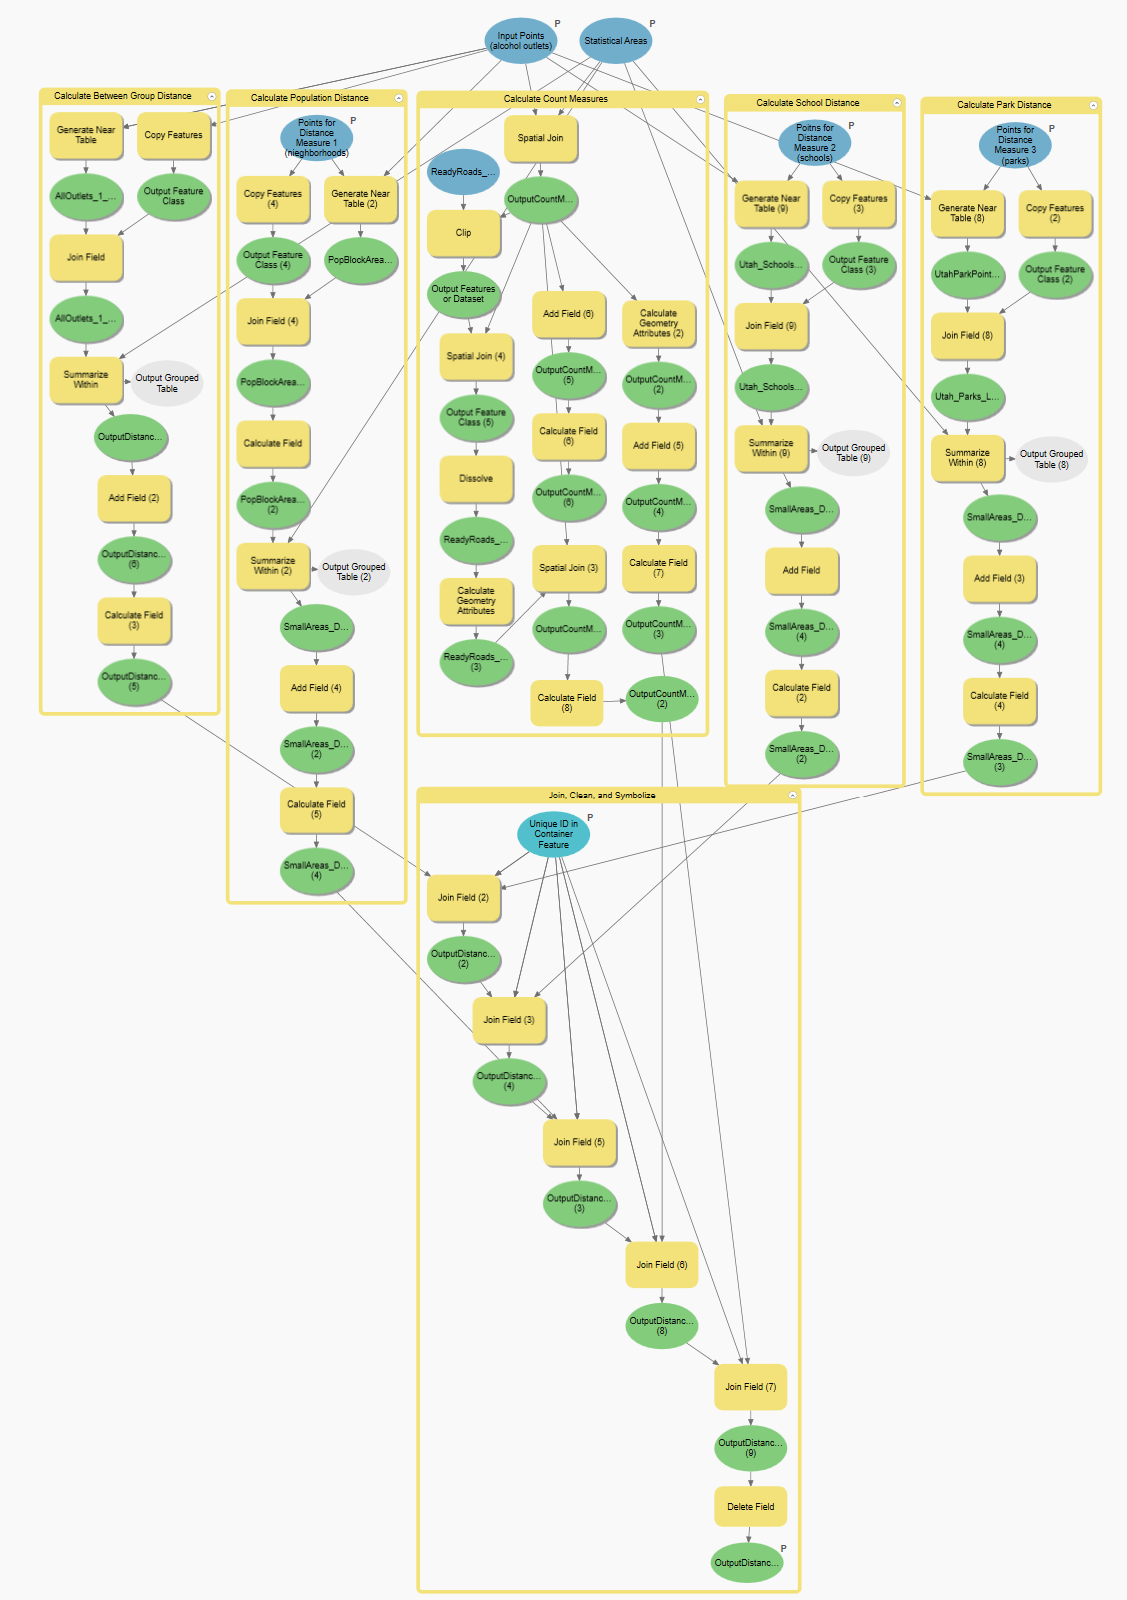 Input Points
(alcohol outlets)
P
Statistical Areas
P
Calculate Between Group Distance
Generate Near
Table
Copy Features
AllOutlets_1_...
Output Feature
Class
Join Field
AllOutlets_1_...
Summarize
Within
Output Grouped
Table
OutputDistanc...
Add Field (2)
OutputDistanc...
(6)
Calculate Field
(3)
OutputDistanc...
(5)
Calculate Population Distance
Points for
Distance
Measure 1
(nieghborhoods)
P
Copy Features
(4)
Generate Near
Table (2)
Output Feature
Class (4)
PopBlockArea...
Join Field (4)
PopBlockArea...
Calculate Field
PopBlockArea...
(2)
Summarize
Within (2)
Output Grouped
Table (2)
SmallAreas_D...
Add Field (4)
SmallAreas_D...
(2)
Calculate Field
(5)
SmallAreas_D...
(4)
Calculate Count Measures
Spatial Join
ReadyRoads_...
OutputCountM...
Clip
Output Features
or Dataset
Add Field (6)
Calculate
Geometry
Attributes (2)
Spatial Join (4)
OutputCountM...
(5)
OutputCountM...
(2)
Output Feature
Class (5)
Calculate Field
(6)
Add Field (5)
Dissolve
OutputCountM...
(6)
OutputCountM...
(4)
ReadyRoads_...
Spatial Join (3)
Calculate Field
(7)
Calculate
Geometry
Attributes
OutputCountM...
OutputCountM...
(3)
ReadyRoads_...
(3)
Calculate Field
(8)
OutputCountM...
(2)
Calculate School Distance
Poitns for
Distance
Measure 2
(schools)
P
Generate Near
Table (9)
Copy Features
(3)
Utah_Schools...
Output Feature
Class (3)
Join Field (9)
Utah_Schools...
Summarize
Within (9)
Output Grouped
Table (9)
SmallAreas_D...
Add Field
SmallAreas_D...
(4)
Calculate Field
(2)
SmallAreas_D...
(2)
Calculate Park Distance
Points for
Distance
Measure 3
(parks)
P
Generate Near
Table (8)
Copy Features
(2)
UtahParkPoint...
Output Feature
Class (2)
Join Field (8)
Utah_Parks_L...
Summarize
Within (8)
Output Grouped
Table (8)
SmallAreas_D...
Add Field (3)
SmallAreas_D...
(4)
Calculate Field
(4)
SmallAreas_D...
(3)
Join, Clean, and Symbolize
Unique ID in
Container
Feature
P
Join Field (2)
OutputDistanc...
(2)
Join Field (3)
OutputDistanc...
(4)
Join Field (5)
OutputDistanc...
(3)
Join Field (6)
OutputDistanc...
(8)
Join Field (7)
OutputDistanc...
(9)
Delete Field
OutputDistanc...
P